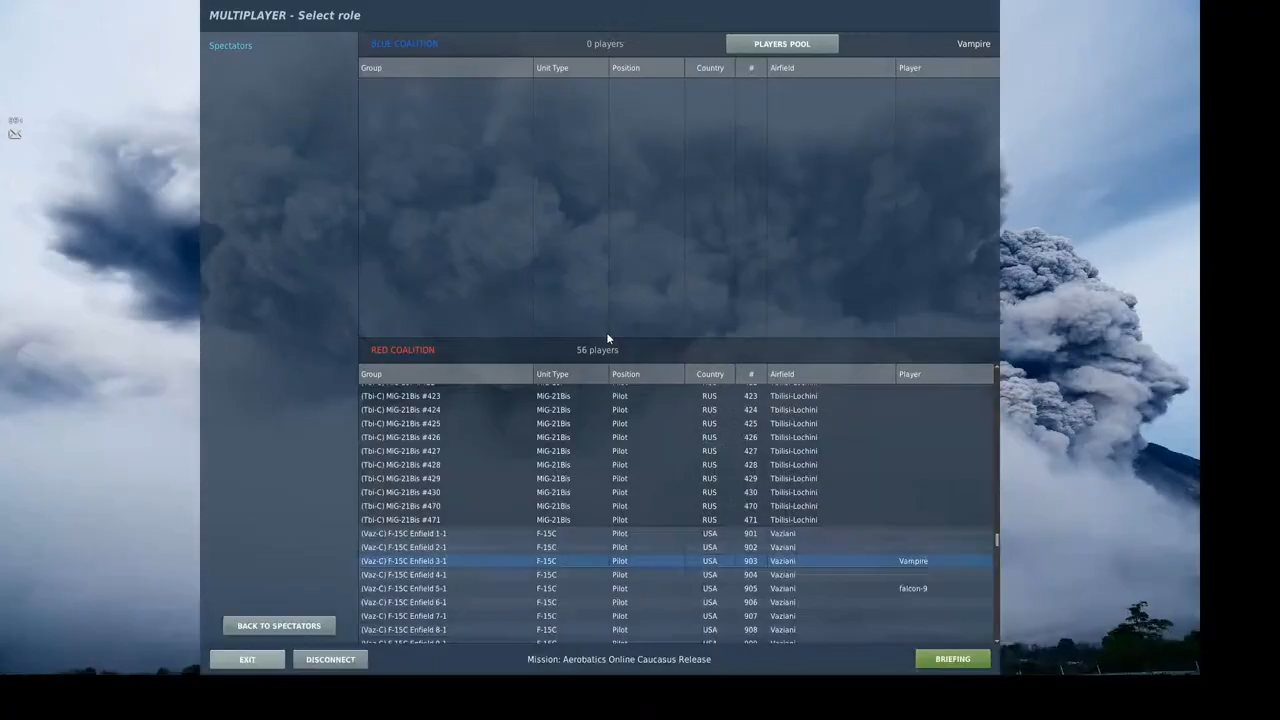 MULTIPLAYER - Select role
Spectators
BLUE COALITION 0 players PLAYERS POOL Vampire
Group Unit Type Position Country # Airfield Player
RED COALITION 56 players
Group Unit Type Position Country # Airfield Player
(Tbi-C) MiG-21Bis #423 MiG-21Bis Pilot RUS 423 Tbilisi-Lochini
(Tbi-C) MiG-21Bis #424 MiG-21Bis Pilot RUS 424 Tbilisi-Lochini
(Tbi-C) MiG-21Bis #425 MiG-21Bis Pilot RUS 425 Tbilisi-Lochini
(Tbi-C) MiG-21Bis #426 MiG-21Bis Pilot RUS 426 Tbilisi-Lochini
(Tbi-C) MiG-21Bis #427 MiG-21Bis Pilot RUS 427 Tbilisi-Lochini
(Tbi-C) MiG-21Bis #428 MiG-21Bis Pilot RUS 428 Tbilisi-Lochini
(Tbi-C) MiG-21Bis #429 MiG-21Bis Pilot RUS 429 Tbilisi-Lochini
(Tbi-C) MiG-21Bis #430 MiG-21Bis Pilot RUS 430 Tbilisi-Lochini
(Tbi-C) MiG-21Bis #470 MiG-21Bis Pilot RUS 470 Tbilisi-Lochini
(Tbi-C) MiG-21Bis #471 MiG-21Bis Pilot RUS 471 Tbilisi-Lochini
(Vaz-C) F-15C Enfield 1-1 F-15C Pilot USA 901 Vaziani
(Vaz-C) F-15C Enfield 2-1 F-15C Pilot USA 902 Vaziani
(Vaz-C) F-15C Enfield 3-1 F-15C Pilot USA 903 Vaziani Vampire
(Vaz-C) F-15C Enfield 4-1 F-15C Pilot USA 904 Vaziani
(Vaz-C) F-15C Enfield 5-1 F-15C Pilot USA 905 Vaziani falcon-9
(Vaz-C) F-15C Enfield 6-1 F-15C Pilot USA 906 Vaziani
(Vaz-C) F-15C Enfield 7-1 F-15C Pilot USA 907 Vaziani
(Vaz-C) F-15C Enfield 8-1 F-15C Pilot USA 908 Vaziani
BACK TO SPECTATORS
EXIT DISCONNECT Mission: Aerobatics Online Caucasus Release BRIEFING